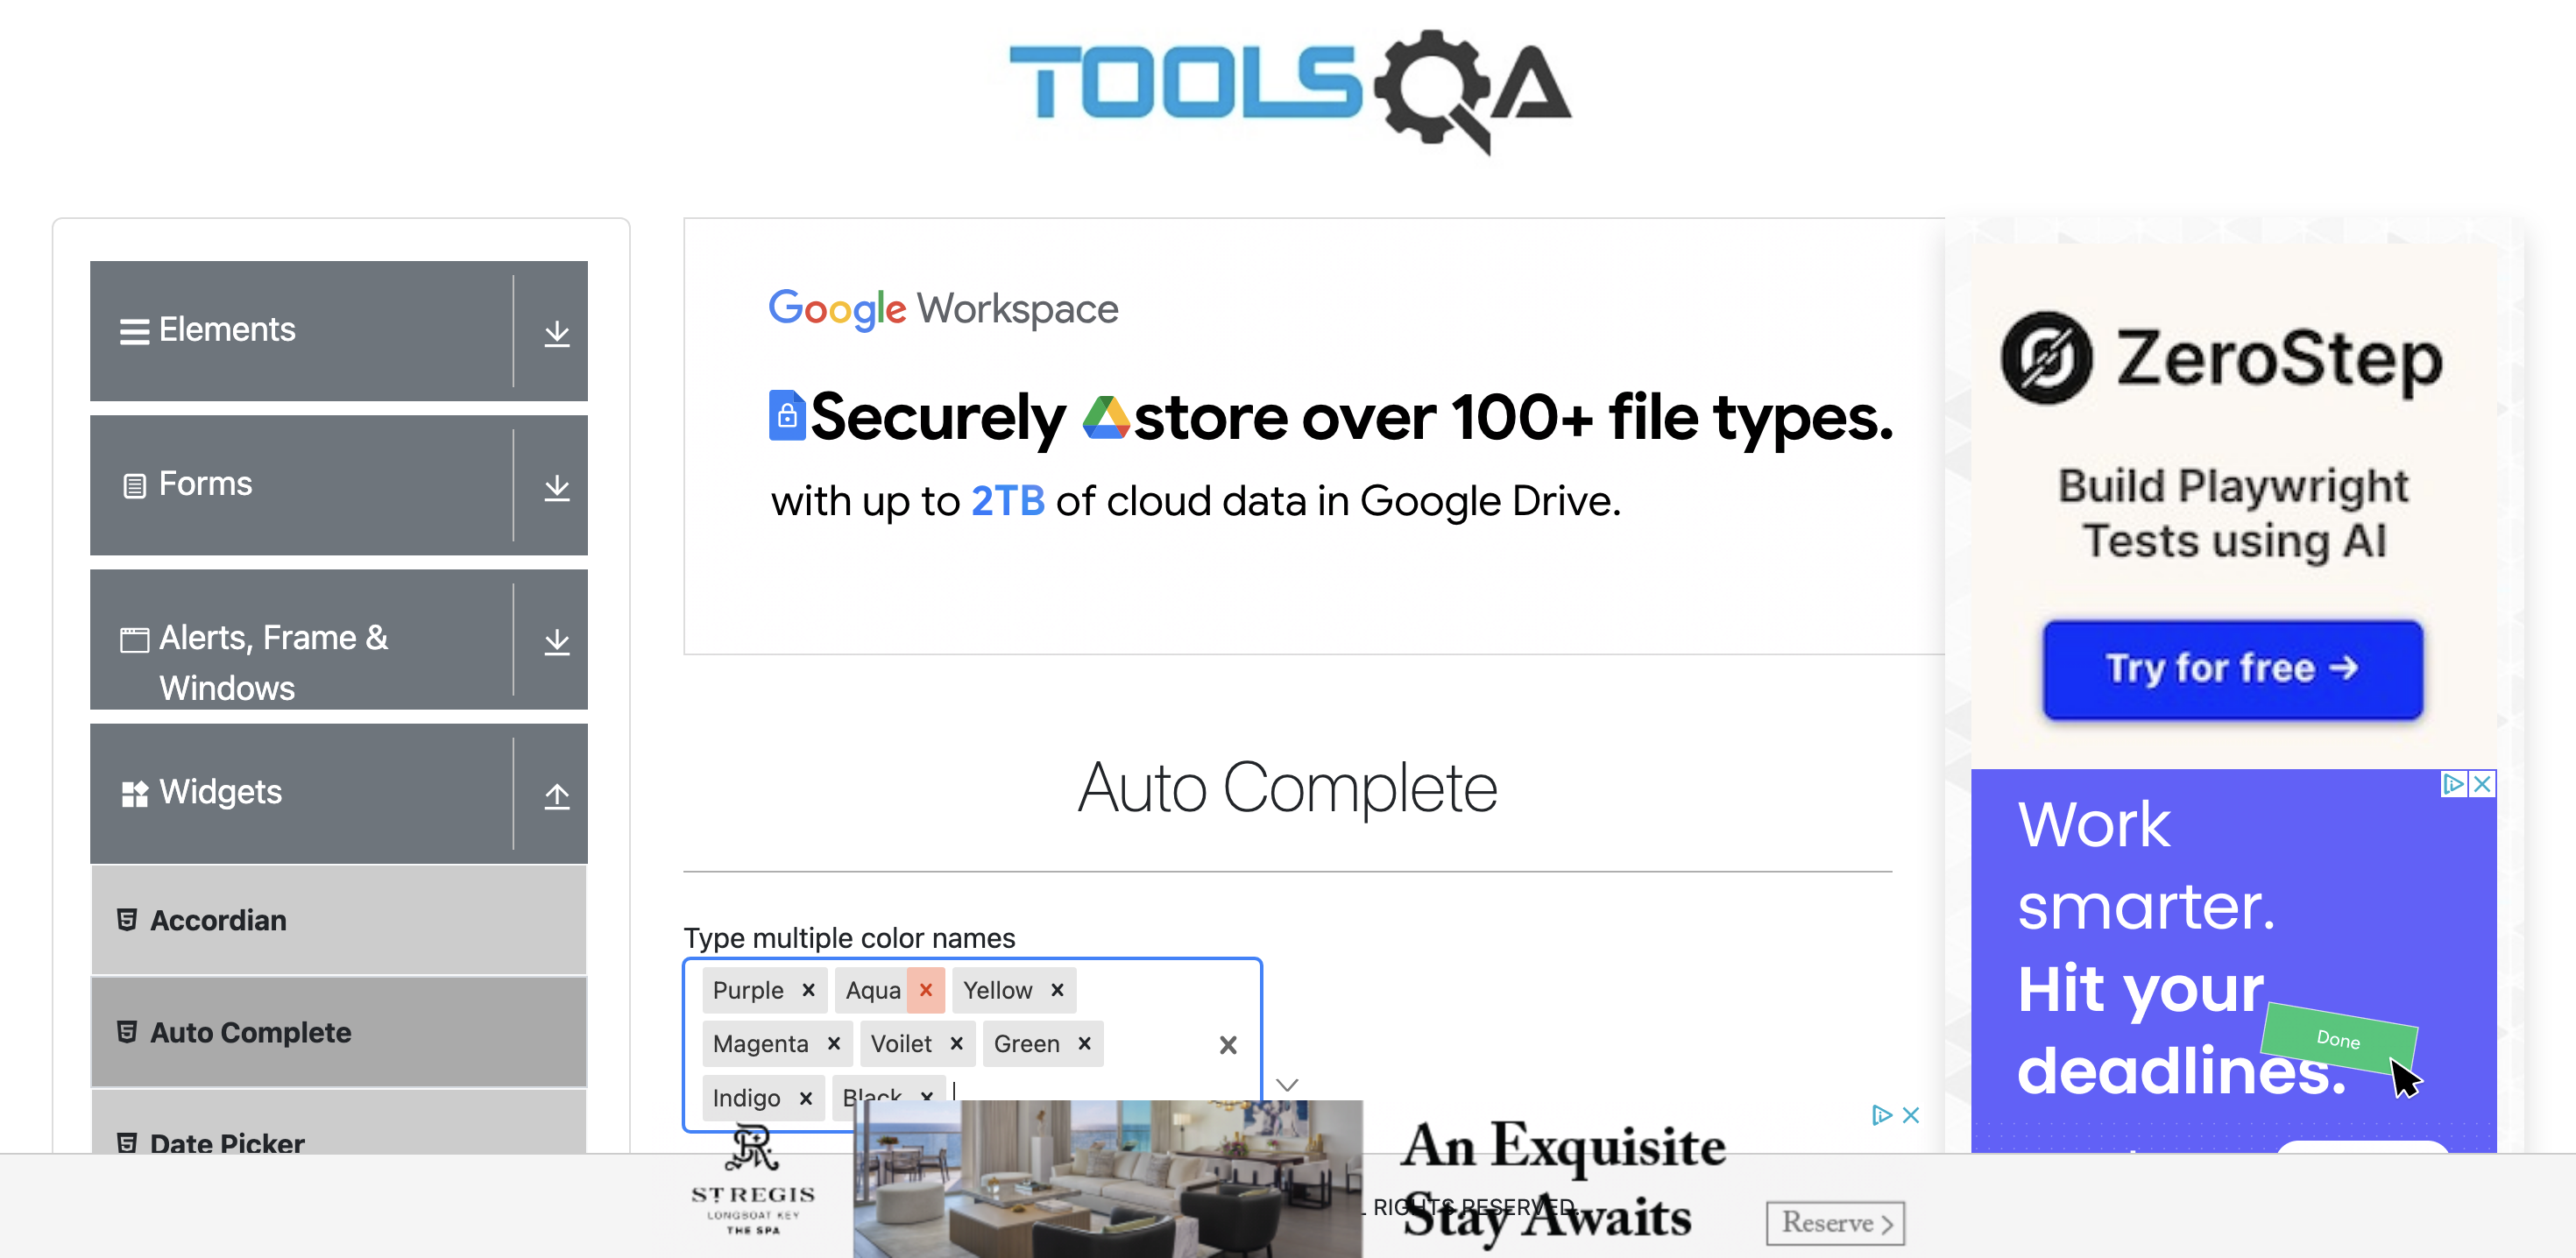 TOOLSQA
Elements
Forms
Alerts, Frame &
Windows
Widgets
Accordian
Auto Complete
Date Picker
Google Workspace
Securely store over 100+ file types.
with up to 2TB of cloud data in Google Drive.
Auto Complete
Type multiple color names
Purple Aqua Yellow
Magenta Voilet Green
Indigo Black
ZeroStep
Build Playwright
Tests using AI
Try for free →
Work
smarter.
Hit your
deadlines.
Done
ST REGIS
LONGBOAT KEY
THE SPA
An Exquisite
Stay Awaits
RIGHTS RESERVED.
Reserve >